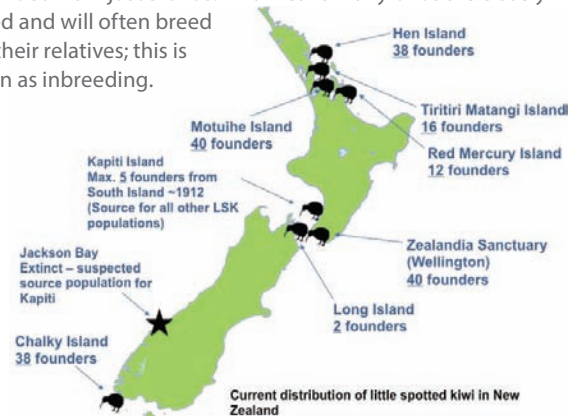 ed and will often breed
their relatives; this is
n as inbreeding.
Hen Island
38 founders
Tiritiri Matangi Island
16 founders
Motuihe Island
40 founders
Red Mercury Island
12 founders
Kapiti Island
Max. 5 founders from
South Island ~1912
(Source for all other LSK
populations)
Zealandia Sanctuary
(Wellington)
40 founders
Jackson Bay
Extinct – suspected
source population for
Kapiti
Long Island
2 founders
Chalky Island
38 founders
Current distribution of little spotted kiwi in New
Zealand